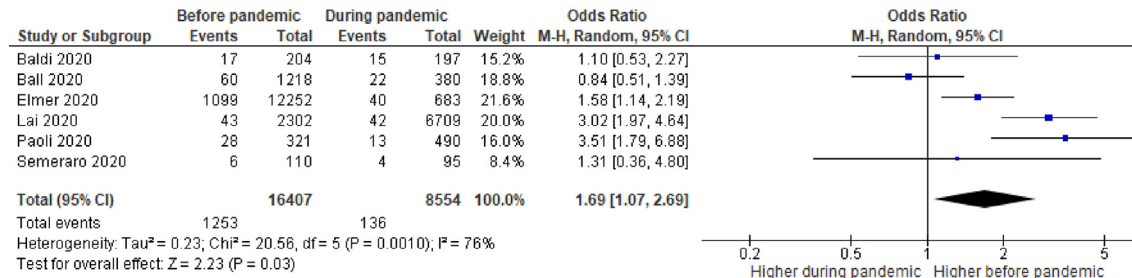 Before pandemic During pandemic Odds Ratio Odds Ratio
Study or Subgroup Events Total Events Total Weight M-H, Random, 95% CI M-H, Random, 95% CI
Baldi 2020 17 204 15 197 15.2% 1.10 [0.53, 2.27]
Ball 2020 60 1218 22 380 18.8% 0.84 [0.51, 1.39]
Elmer 2020 1099 12252 40 683 21.6% 1.58 [1.14, 2.19]
Lai 2020 43 2302 42 6709 20.0% 3.02 [1.97, 4.64]
Paoli 2020 28 321 13 490 16.0% 3.51 [1.79, 6.88]
Semeraro 2020 6 110 4 95 8.4% 1.31 [0.36, 4.80]
Total (95% CI) 16407 8554 100.0% 1.69 [1.07, 2.69]
Total events 1253 136
Heterogeneity: Tau² = 0.23; Chi² = 20.56, df = 5 (P = 0.0010); I² = 76%
Test for overall effect: Z = 2.23 (P = 0.03)
0.2 0.5 1 2 5
Higher during pandemic Higher before pandemic